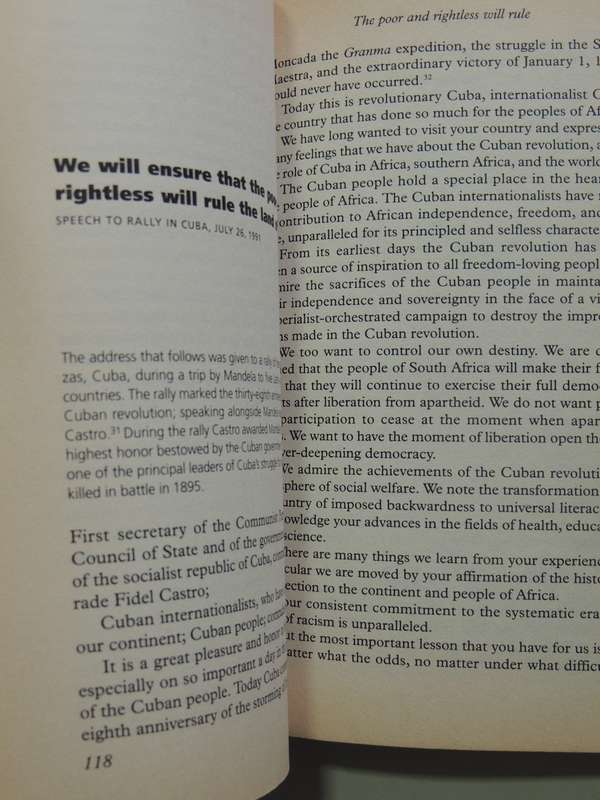 We will ensure that the poor
rightless will rule the land
SPEECH TO RALLY IN CUBA, JULY 26, 1991
The address that follows was given to a rally of
zas, Cuba, during a trip by Mandela to five
countries. The rally marked the thirty-eighth
Cuban revolution; speaking alongside Mandela
Castro.³¹ During the rally Castro awarded
highest honor bestowed by the Cuban
one of the principal leaders of Cuba's struggle
killed in battle in 1895.
First secretary of the Communist
Council of State and of the
of the socialist republic of Cuba,
rade Fidel Castro;
Cuban internationalists, who
our continent; Cuban people;
It is a great pleasure and honor
especially on so important a day in
of the Cuban people. Today Cuba
eighth anniversary of the storming
118
The poor and rightless will rule
the Granma expedition, the struggle in the S
and the extraordinary victory of January 1, 1
never have occurred.³²
Today this is revolutionary Cuba, internationalist C
country that has done so much for the peoples of Af
We have long wanted to visit your country and expres
feelings that we have about the Cuban revolution, a
role of Cuba in Africa, southern Africa, and the world
The Cuban people hold a special place in the hear
people of Africa. The Cuban internationalists have
contribution to African independence, freedom, and
unparalleled for its principled and selfless characte
From its earliest days the Cuban revolution has
a source of inspiration to all freedom-loving people
the sacrifices of the Cuban people in mainta
independence and sovereignty in the face of a vi
perialist-orchestrated campaign to destroy the impre
ns made in the Cuban revolution.
We too want to control our own destiny. We are d
ed that the people of South Africa will make their f
that they will continue to exercise their full demo
ts after liberation from apartheid. We do not want p
participation to cease at the moment when apar
We want to have the moment of liberation open the
ver-deepening democracy.
We admire the achievements of the Cuban revoluti
sphere of social welfare. We note the transformation
untry of imposed backwardness to universal literac
owledge your advances in the fields of health, educa
science.
here are many things we learn from your experienc
cular we are moved by your affirmation of the histo
ection to the continent and people of Africa.
our consistent commitment to the systematic era
of racism is unparalleled.
ut the most important lesson that you have for us is
atter what the odds, no matter under what difficu